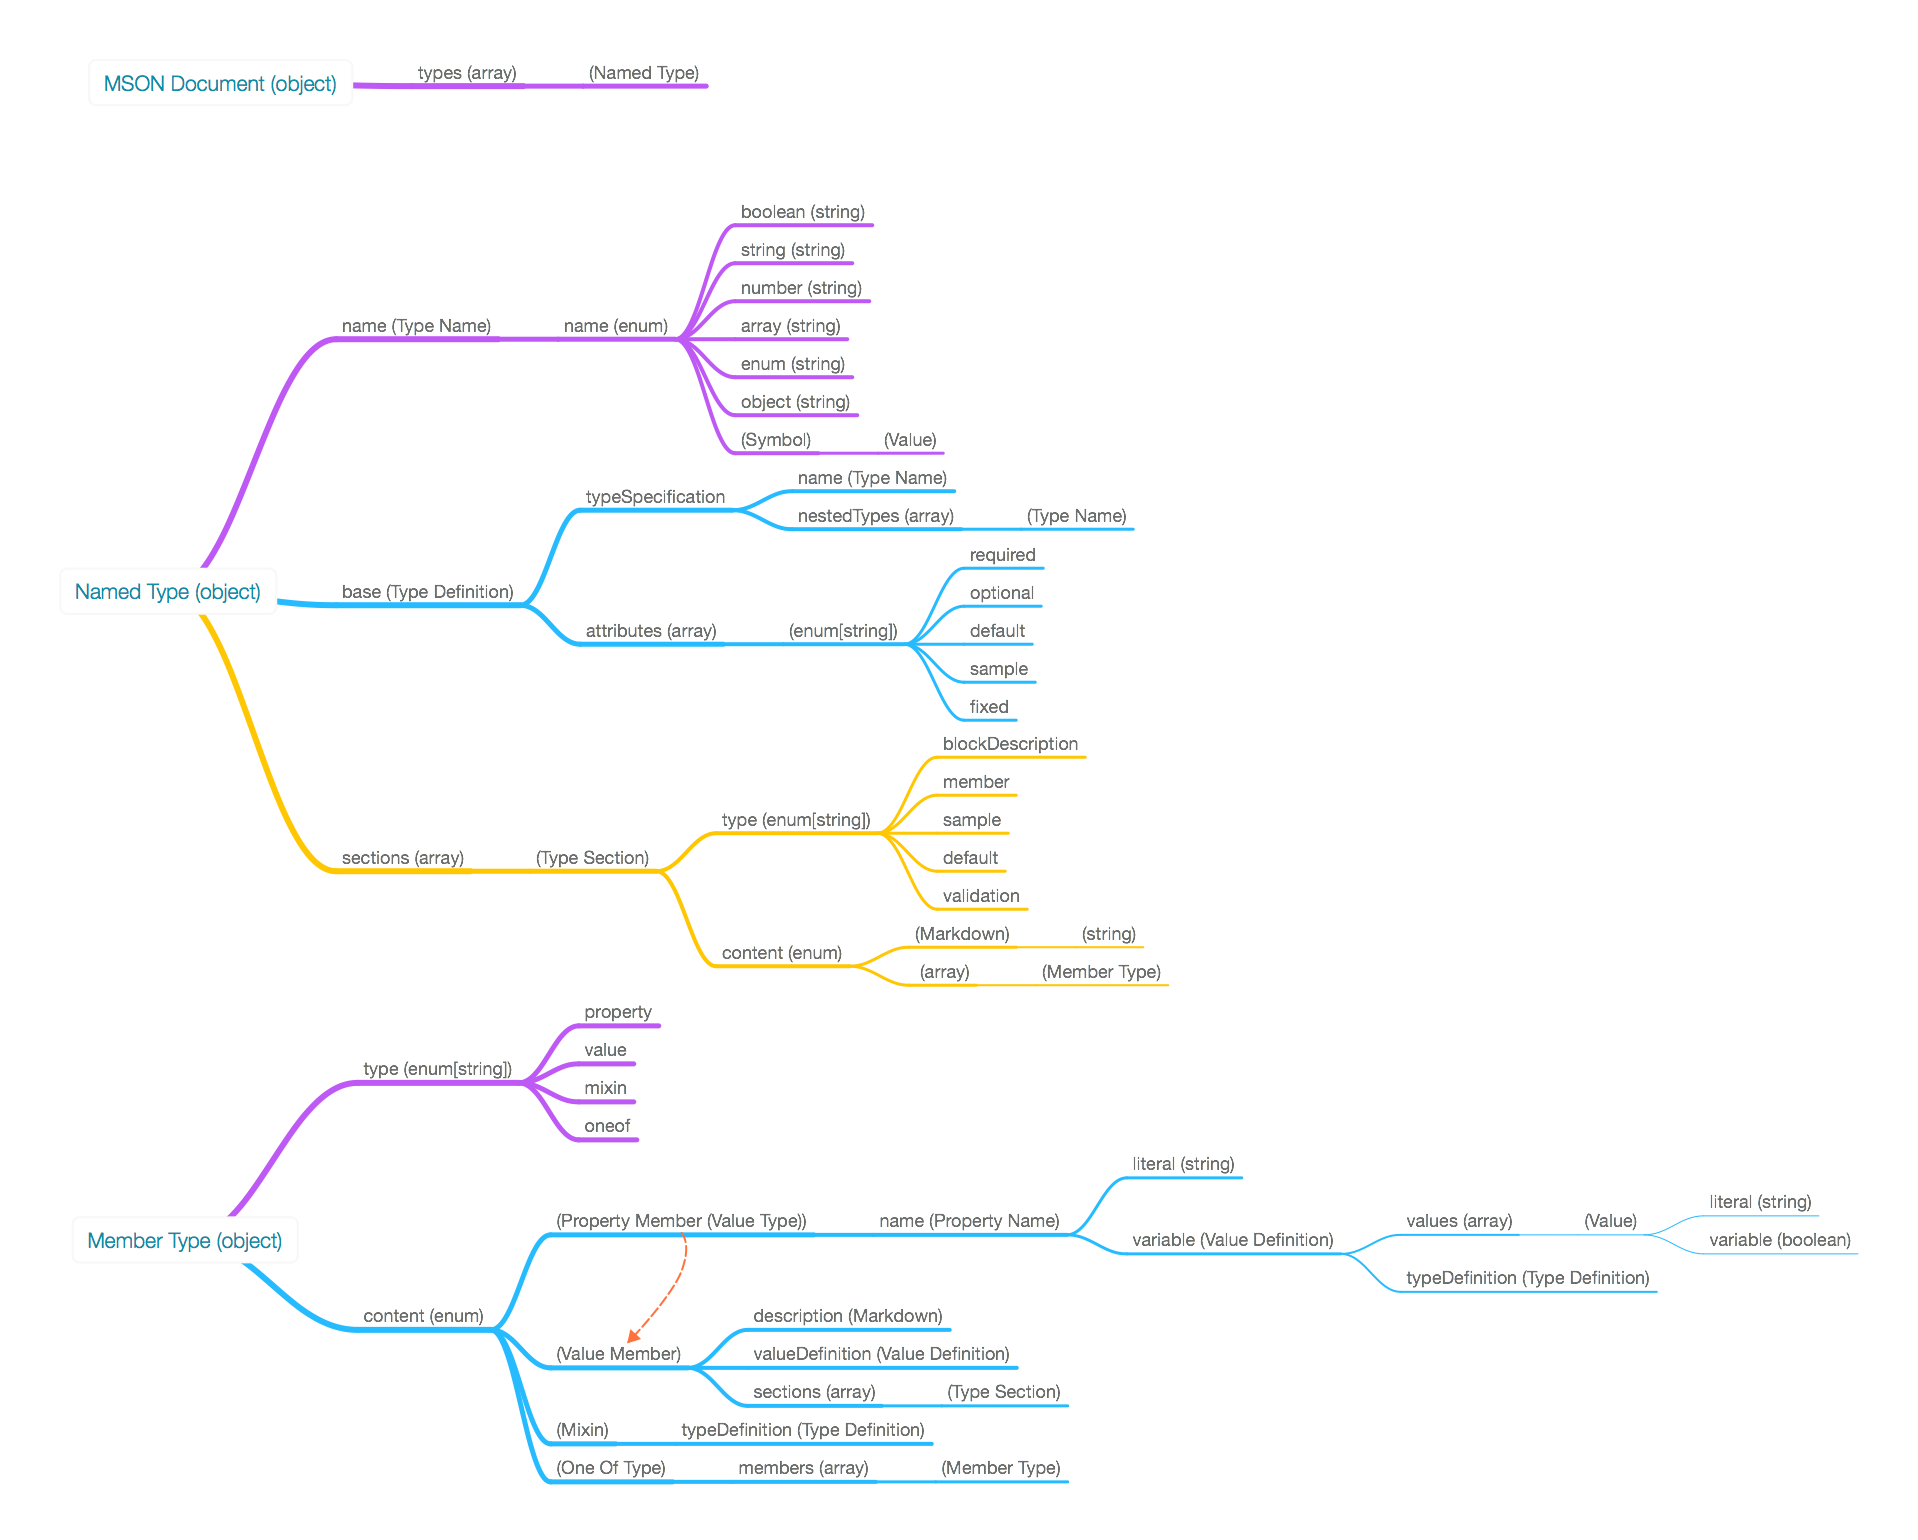 MSON Document (object)
types (array)
(Named Type)
Named Type (object)
name (Type Name)
name (enum)
boolean (string)
string (string)
number (string)
array (string)
enum (string)
object (string)
(Symbol)
(Value)
base (Type Definition)
typeSpecification
name (Type Name)
nestedTypes (array)
(Type Name)
attributes (array)
(enum[string])
required
optional
default
sample
fixed
sections (array)
(Type Section)
type (enum[string])
blockDescription
member
sample
default
validation
content (enum)
(Markdown)
(string)
(array)
(Member Type)
Member Type (object)
type (enum[string])
property
value
mixin
oneof
content (enum)
(Property Member (Value Type))
name (Property Name)
literal (string)
variable (Value Definition)
values (array)
(Value)
literal (string)
variable (boolean)
typeDefinition (Type Definition)
(Value Member)
description (Markdown)
valueDefinition (Value Definition)
sections (array)
(Type Section)
(Mixin)
typeDefinition (Type Definition)
(One Of Type)
members (array)
(Member Type)